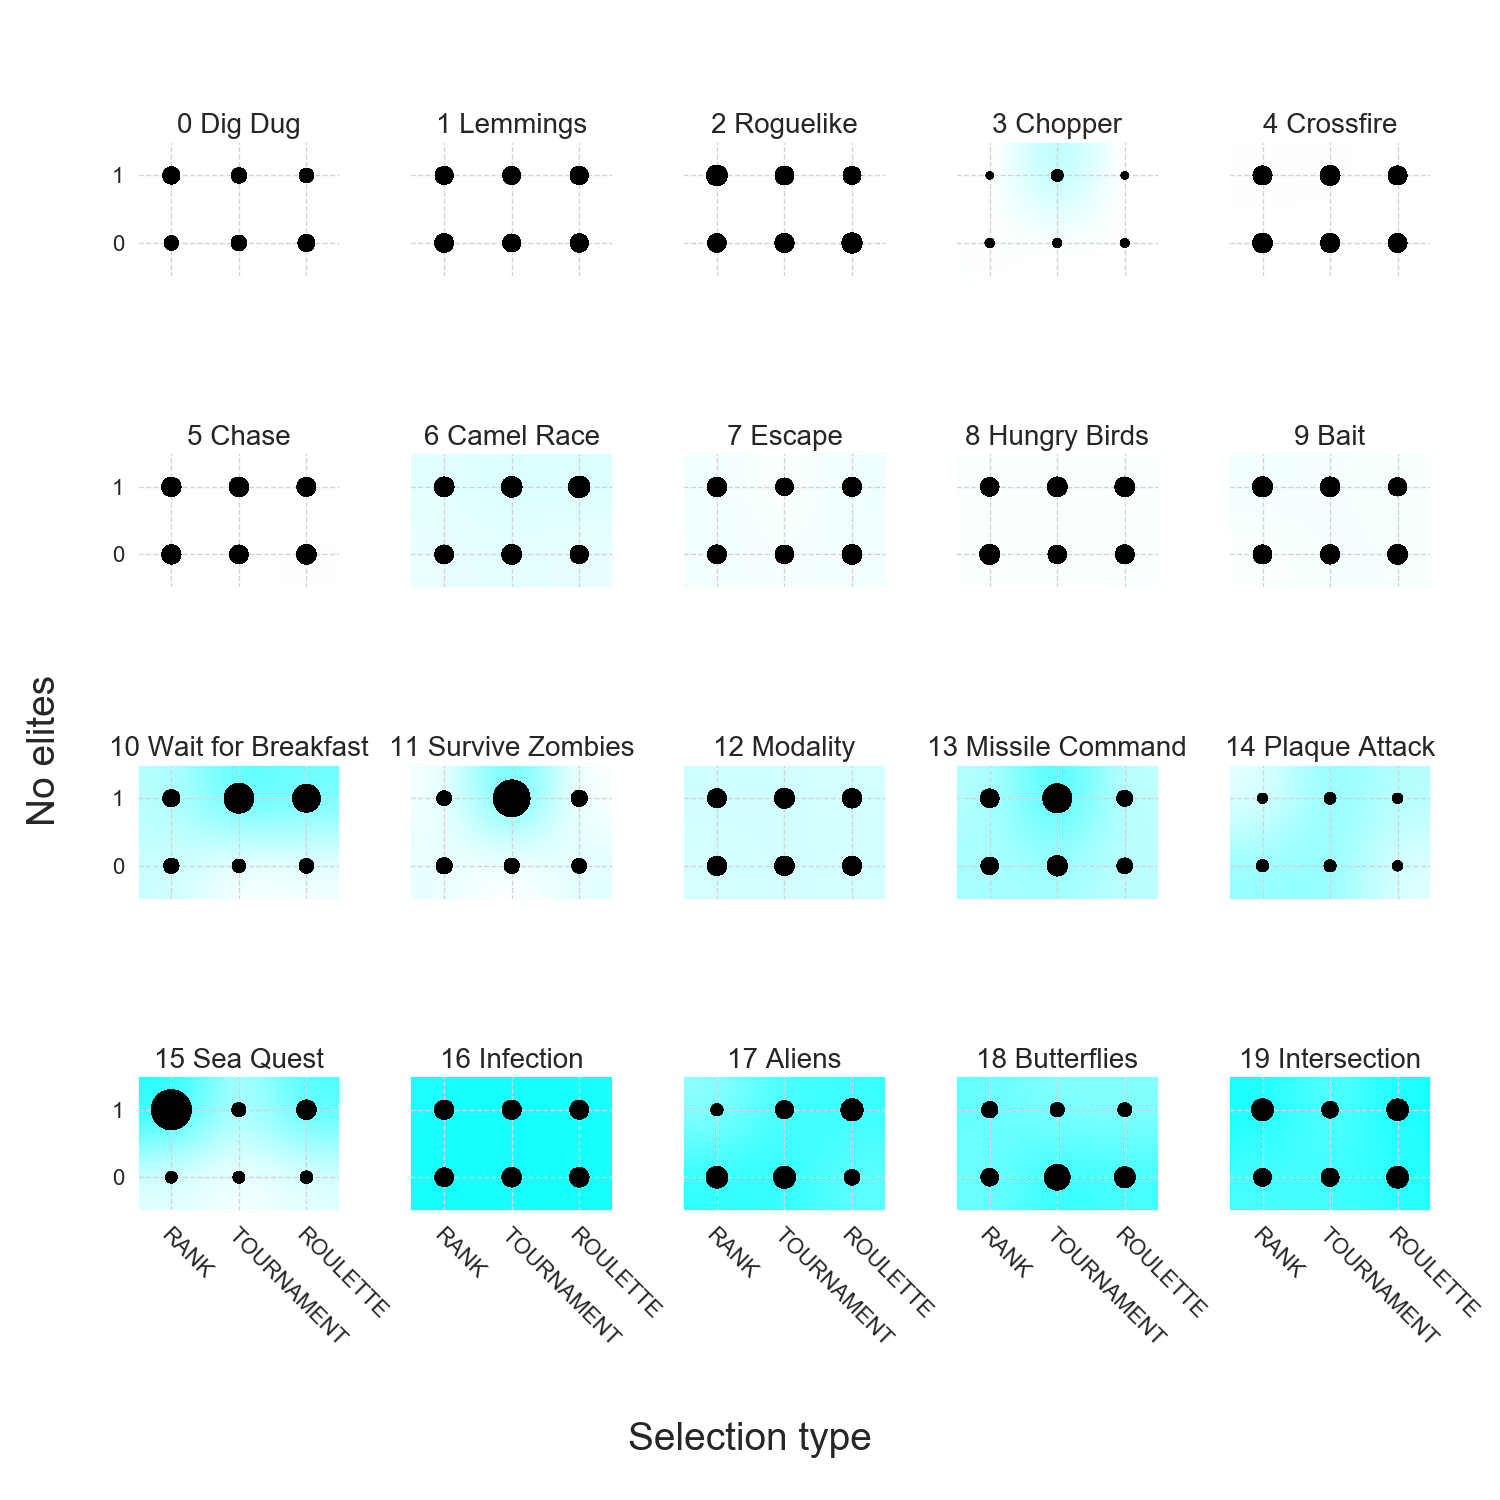 0 Dig Dug
1 Lemmings
2 Roguelike
3 Chopper
4 Crossfire
1
0
5 Chase
6 Camel Race
7 Escape
8 Hungry Birds
9 Bait
1
0
No elites
10 Wait for Breakfast
11 Survive Zombies
12 Modality
13 Missile Command
14 Plaque Attack
1
0
15 Sea Quest
16 Infection
17 Aliens
18 Butterflies
19 Intersection
1
0
RANK
TOURNAMENT
ROULETTE
RANK
TOURNAMENT
ROULETTE
RANK
TOURNAMENT
ROULETTE
RANK
TOURNAMENT
ROULETTE
RANK
TOURNAMENT
ROULETTE
Selection type